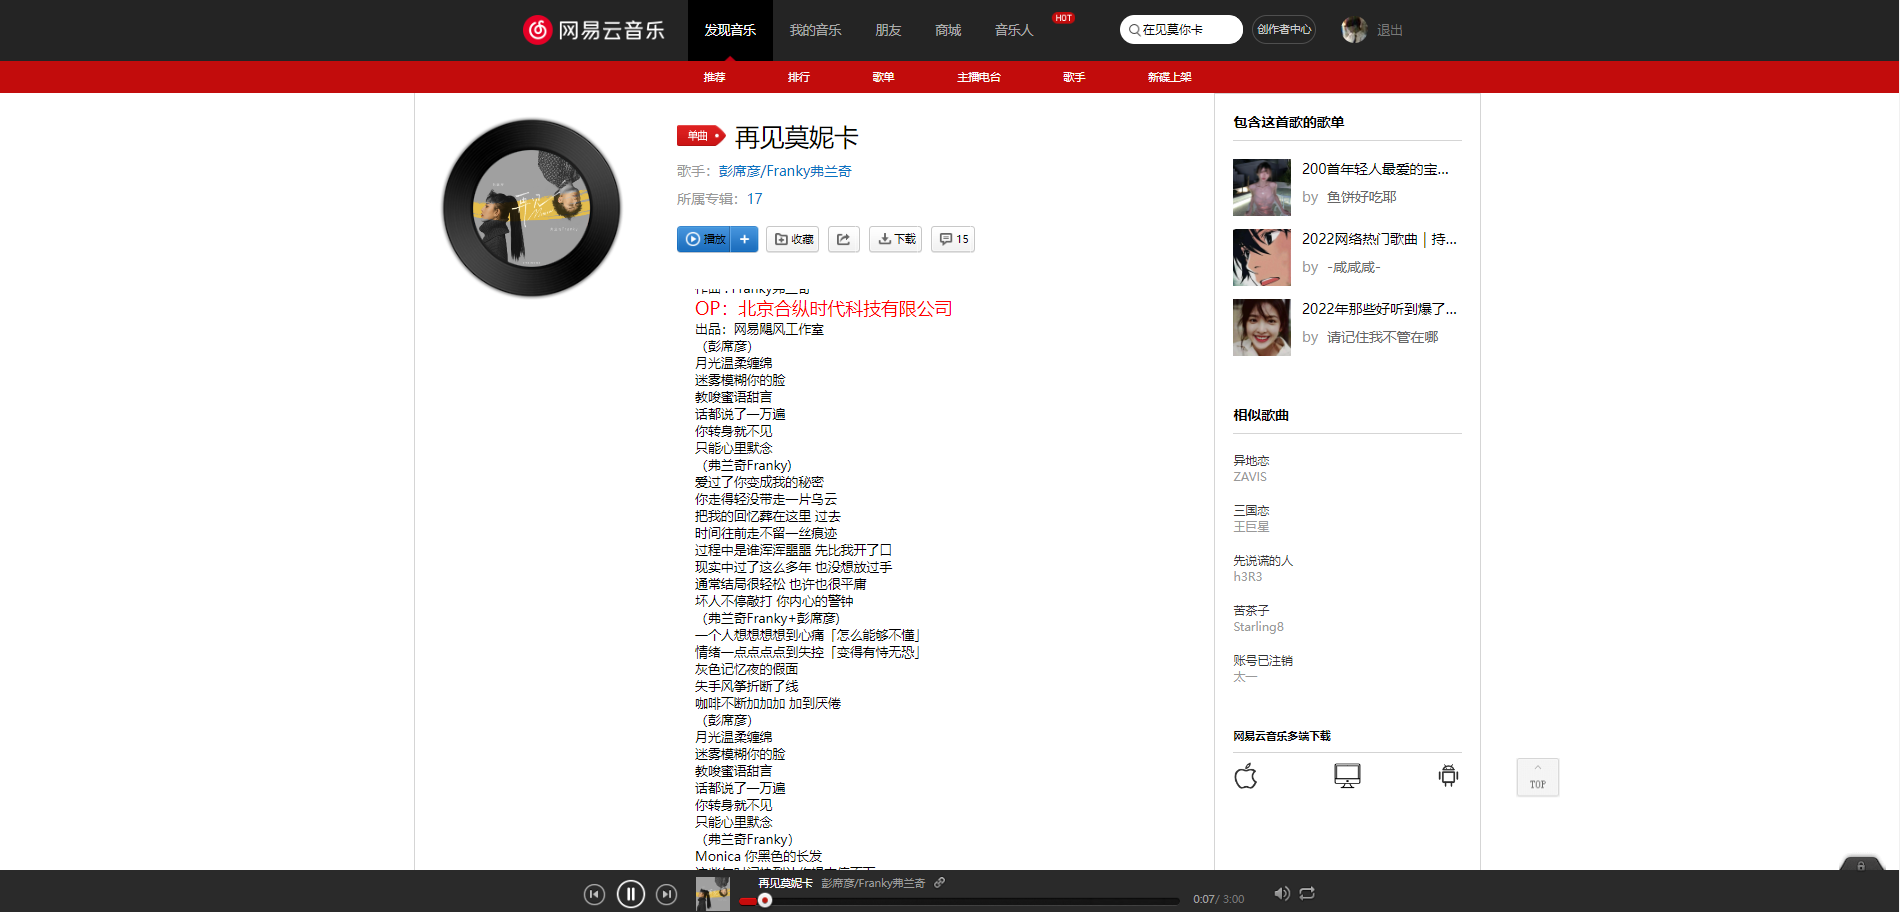 网易云音乐
发现音乐
我的音乐
朋友
商城
音乐人
HOT
在见莫你卡
创作者中心
退出
推荐
排行
歌单
主播电台
歌手
新碟上架
单曲
再见莫妮卡
歌手：彭席彦/Franky弗兰奇
所属专辑：17
播放
+
收藏
下载
15
作曲 : Franky弗兰奇
OP：北京合纵时代科技有限公司
出品：网易飓风工作室
（彭席彦）
月光温柔缠绵
迷雾模糊你的脸
教唆蜜语甜言
话都说了一万遍
你转身就不见
只能心里默念
（弗兰奇Franky）
爱过了你变成我的秘密
你走得轻没带走一片乌云
把我的回忆葬在这里 过去
时间往前走不留一丝痕迹
过程中是谁浑浑噩噩 先比我开了口
现实中过了这么多年 也没想放过手
通常结局很轻松 也许也很平庸
坏人不停敲打 你内心的警钟
（弗兰奇Franky+彭席彦）
一个人想想想想到心痛「怎么能够不懂」
情绪一点点点点到失控「变得有恃无恐」
灰色记忆夜的假面
失手风筝折断了线
咖啡不断加加加 加到厌倦
（彭席彦）
月光温柔缠绵
迷雾模糊你的脸
教唆蜜语甜言
话都说了一万遍
你转身就不见
只能心里默念
（弗兰奇Franky）
Monica 你黑色的长发
包含这首歌的歌单
200首年轻人最爱的宝...
by 鱼饼好吃耶
2022网络热门歌曲 | 持...
by -咸咸咸-
2022年那些好听到爆了...
by 请记住我不管在哪
相似歌曲
异地恋
ZAVIS
三国恋
王巨星
先说谎的人
h3R3
苦茶子
Starling8
账号已注销
太一
网易云音乐多端下载
TOP
再见莫妮卡 彭席彦/Franky弗兰奇
0:07/ 3:00